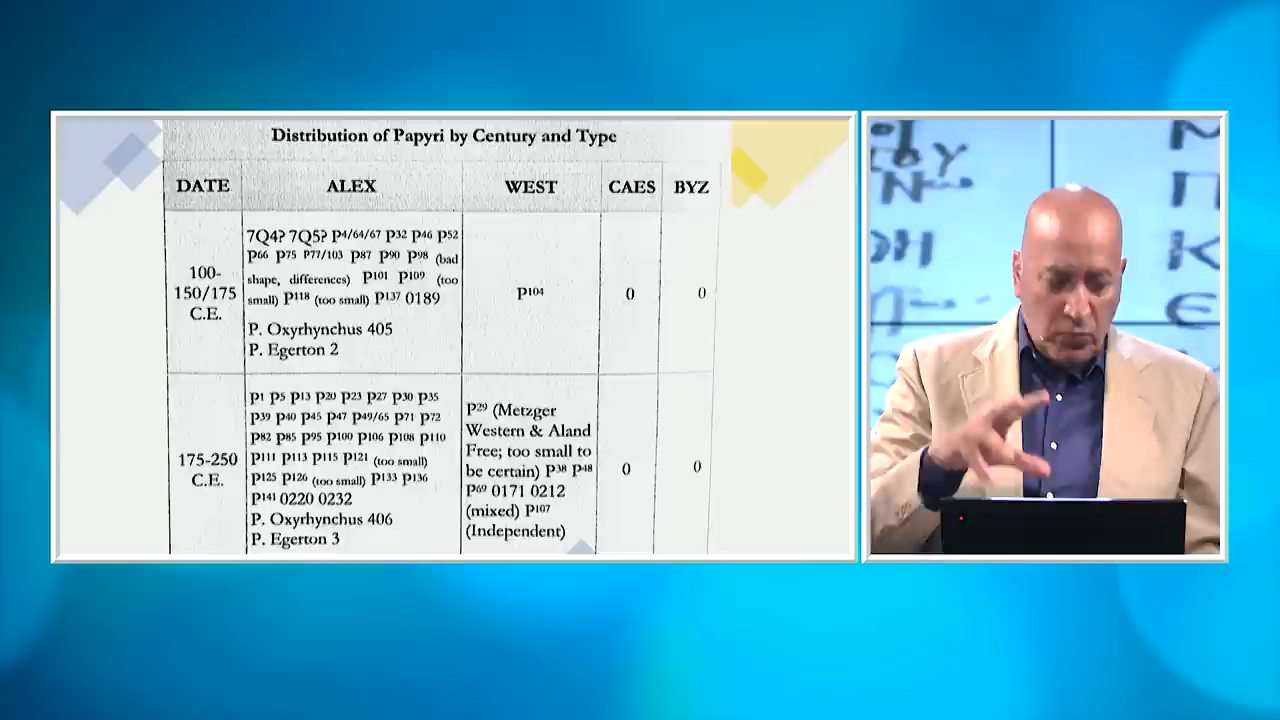 Distribution of Papyri by Century and Type
DATE ALEX WEST CAES BYZ
100-
150/175
C.E.
7Q4? 7Q5? P4/64/67 P32 P46 P52
P66 P75 P77/103 P87 P90 P98 (bad
shape, differences) P101 P109 (too
small) P118 (too small) P137 0189
P. Oxyrhynchus 405
P. Egerton 2
P104
0
0
175-250
C.E.
P1 P5 P13 P20 P23 P27 P30 P35
P39 P40 P45 P47 P49/65 P71 P72
P82 P85 P95 P100 P106 P108 P110
P111 P113 P115 P121 (too small)
P125 P126 (too small) P133 P136
P141 0220 0232
P. Oxyrhynchus 406
P. Egerton 3
P29 (Metzger
Western & Aland
Free; too small to
be certain) P38 P48
P69 0171 0212
(mixed) P107
(Independent)
0
0
Μ
Π
Κ
Є